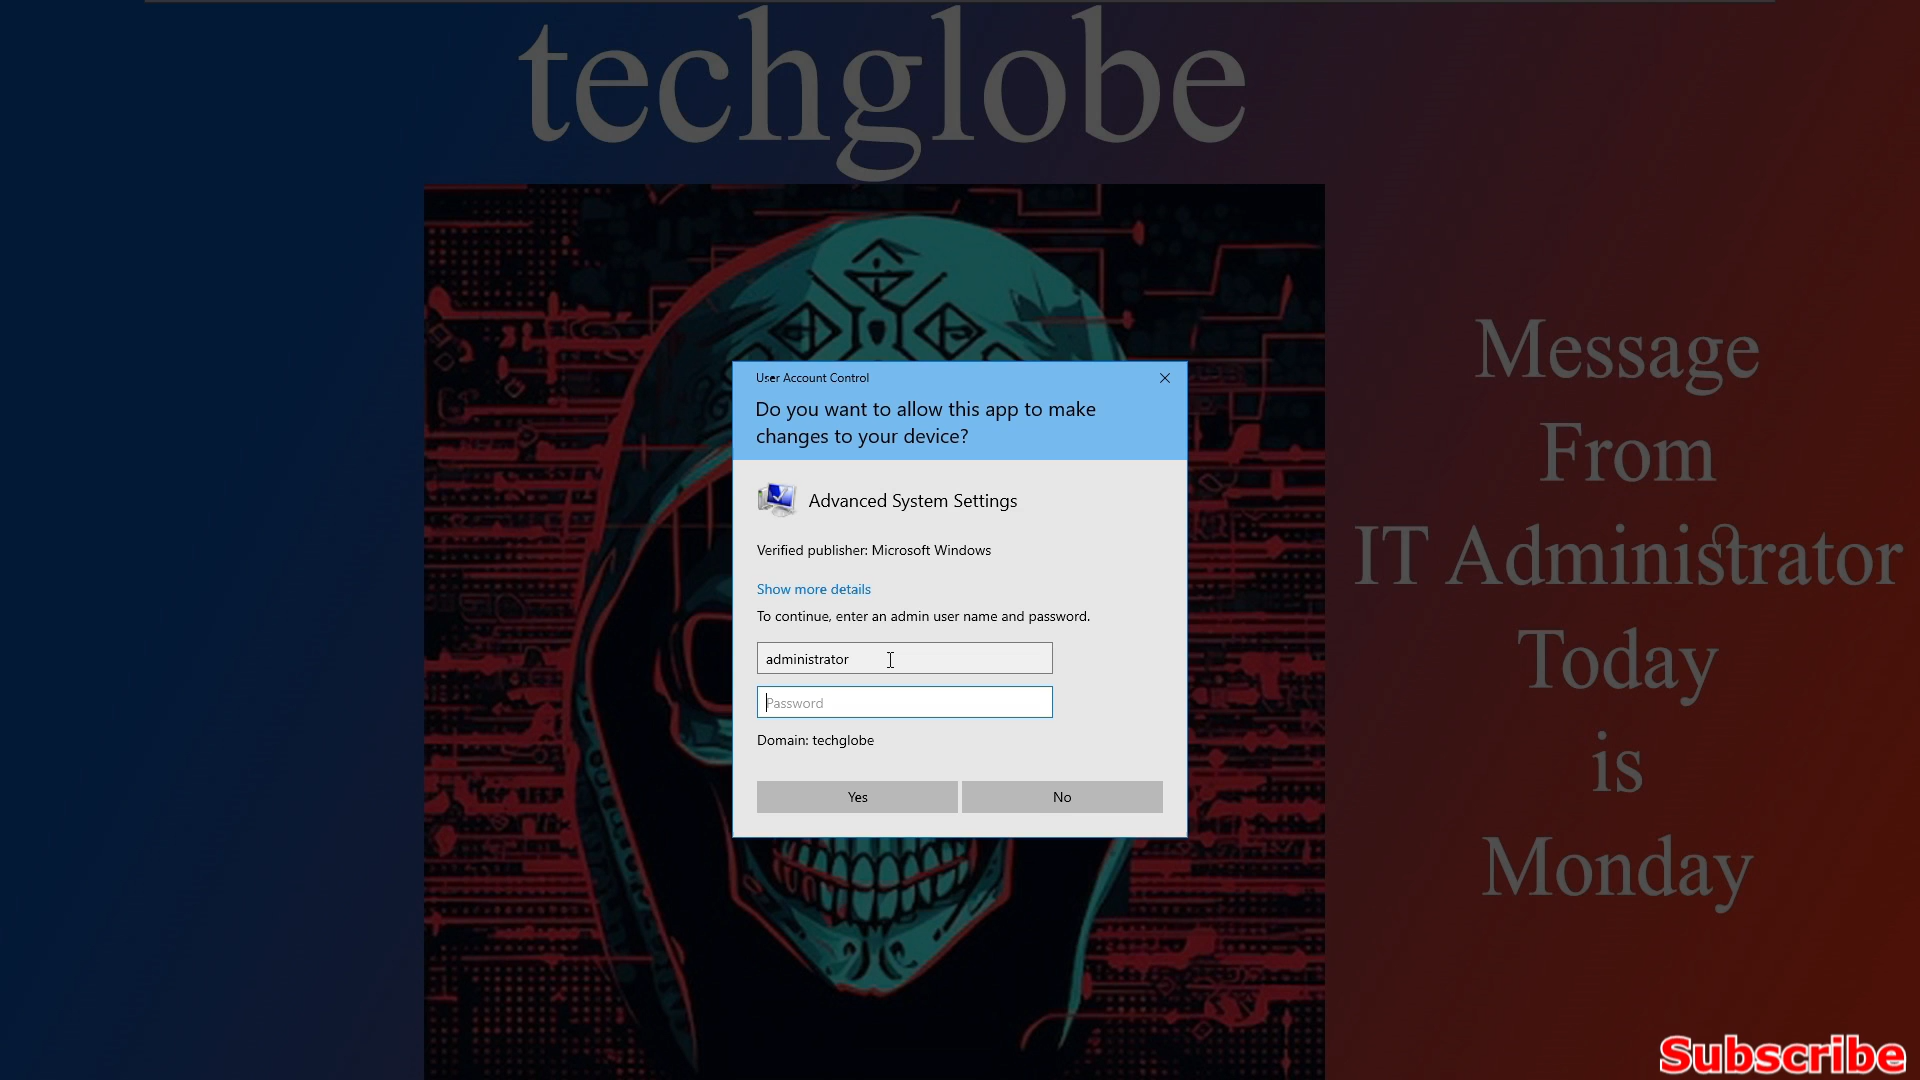 techglobe
User Account Control
Do you want to allow this app to make
changes to your device?
Advanced System Settings
Verified publisher: Microsoft Windows
Show more details
To continue, enter an admin user name and password.
administrator
Password
Domain: techglobe
Yes
No
Message
From
IT Administrator
Today
is
Monday
Subscribe